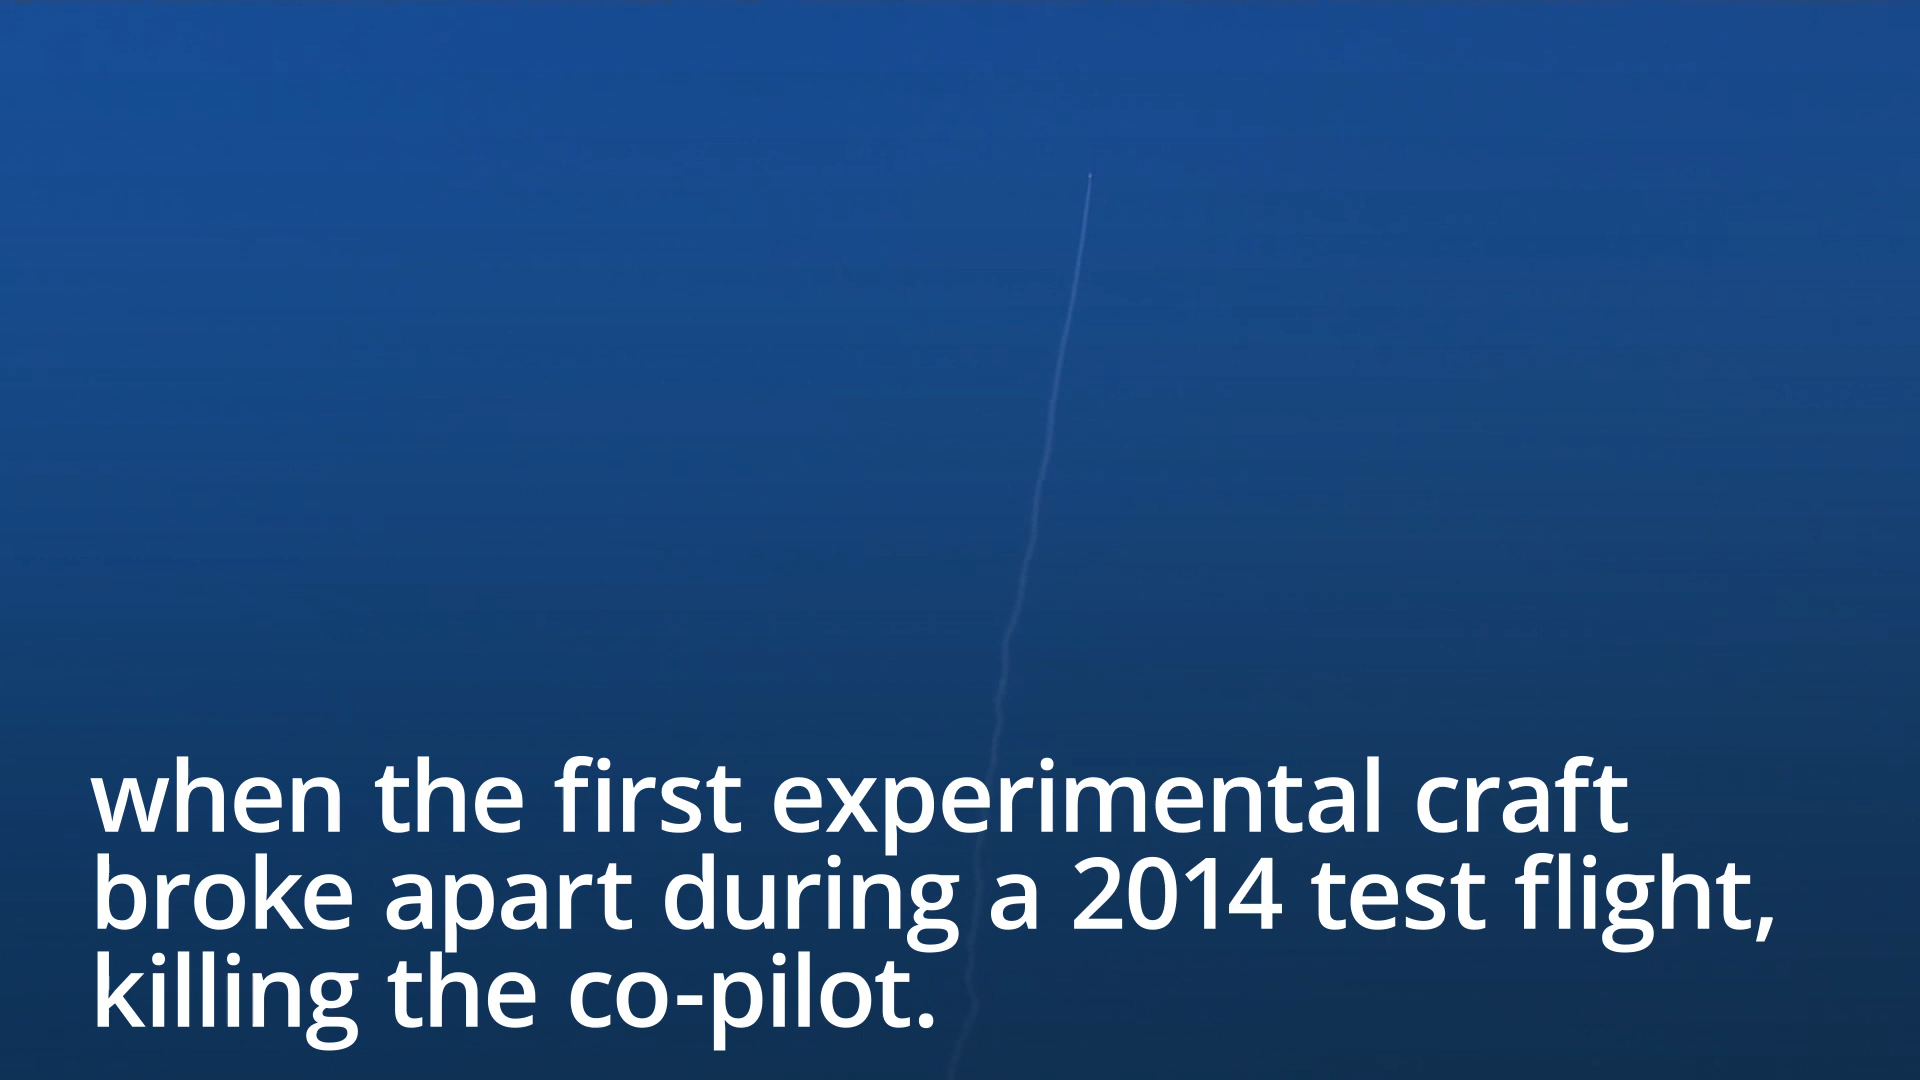 when the first experimental craft
broke apart during a 2014 test flight,
killing the co-pilot.